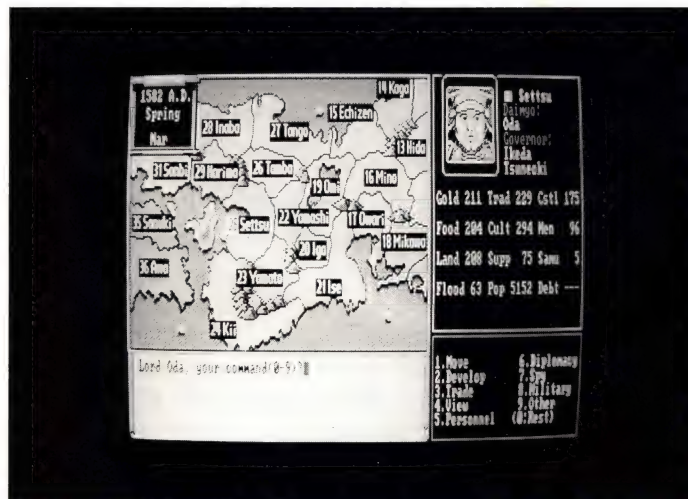 1582 A.D.
Spring
Mar
14 Kaga
15 Echizen
28 Inaba
27 Tango
13 Hida
31 Sanbi
29 Harima
26 Tamba
19 Omi
16 Mino
35 Sanuki
Settsu
22 Yamashi
17 Owari
20 Iga
18 Mikawa
36 Awa
23 Yamato
21 Ise
24 Kii
Settsu
Daimyo:
Oda
Governor:
Ikeda
Tsuneoki
Gold 211 Trad 229 Cstl 175
Food 204 Cult 294 Men 96
Land 208 Supp 75 Samu 5
Flood 63 Pop 5152 Debt ---
Lord Oda, your command(0-9)?
1.Move 6.Diplomacy
2.Develop 7.Spy
3.Trade 8.Military
4.View 9.Other
5.Personnel (0:Rest)